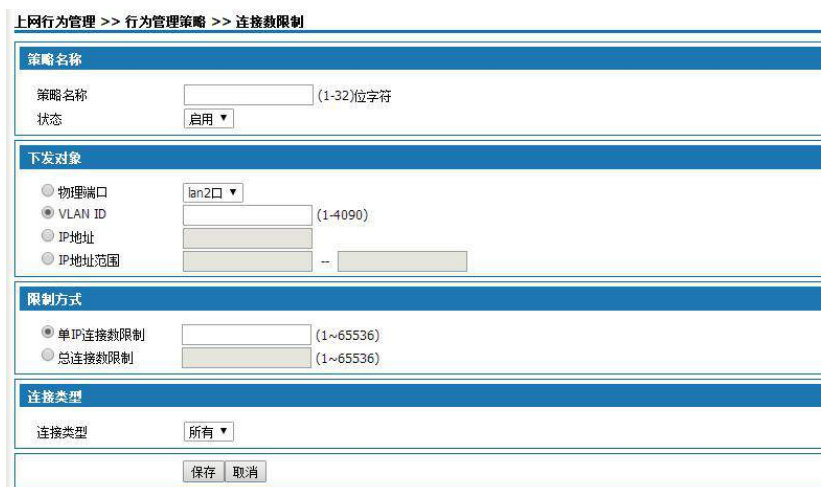 上网行为管理 >> 行为管理策略 >> 连接数限制
策略名称
策略名称 (1-32)位字符
状态 启用
下发对象
物理端口 lan2口
VLAN ID (1-4090)
IP地址
IP地址范围 --
限制方式
单IP连接数限制 (1~65536)
总连接数限制 (1~65536)
连接类型
连接类型 所有
保存 取消